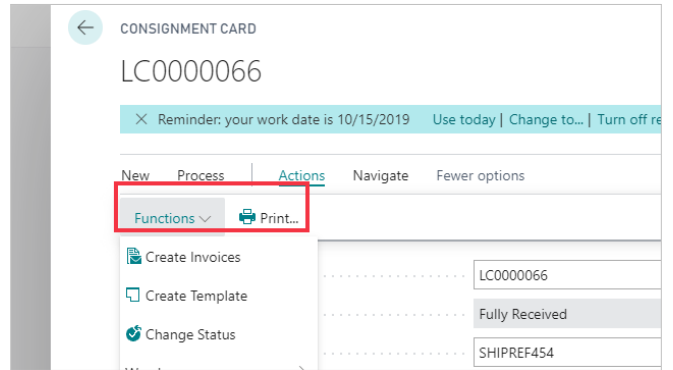 CONSIGNMENT CARD
LC0000066
Reminder: your work date is 10/15/2019 Use today | Change to... | Turn off re
New Process Actions Navigate Fewer options
Functions Print...
Create Invoices
LC0000066
Create Template
Fully Received
Change Status
SHIPREF454